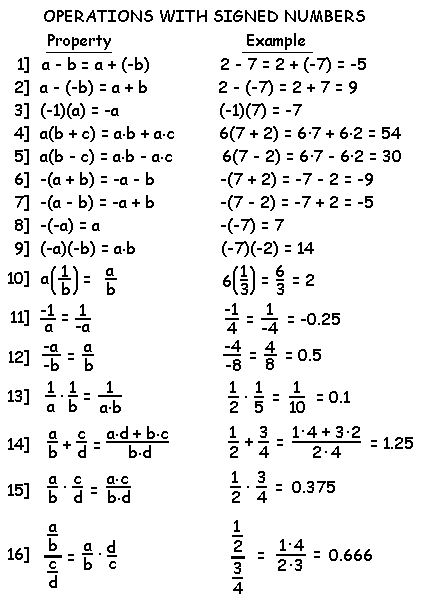 OPERATIONS WITH SIGNED NUMBERS
Property Example
1] a - b = a + (-b) 2 - 7 = 2 + (-7) = -5
2] a - (-b) = a + b 2 - (-7) = 2 + 7 = 9
3] (-1)(a) = -a (-1)(7) = -7
4] a(b + c) = a·b + a·c 6(7 + 2) = 6·7 + 6·2 = 54
5] a(b - c) = a·b - a·c 6(7 - 2) = 6·7 - 6·2 = 30
6] -(a + b) = -a - b -(7 + 2) = -7 - 2 = -9
7] -(a - b) = -a + b -(7 - 2) = -7 + 2 = -5
8] -(-a) = a -(-7) = 7
9] (-a)(-b) = a·b (-7)(-2) = 14
10] a(1/b) = a/b 6(1/3) = 6/3 = 2
11] -1/a = 1/-a -1/4 = 1/-4 = -0.25
12] -a/-b = a/b -4/-8 = 4/8 = 0.5
13] 1/a · 1/b = 1/a·b 1/2 · 1/5 = 1/10 = 0.1
14] a/b + c/d = a·d + b·c/b·d 1/2 + 3/4 = 1·4 + 3·2/2·4 = 1.25
15] a/b · c/d = a·c/b·d 1/2 · 3/4 = 0.375
16] a/b/c/d = a/b · d/c 1/2/3/4 = 1·4/2·3 = 0.666